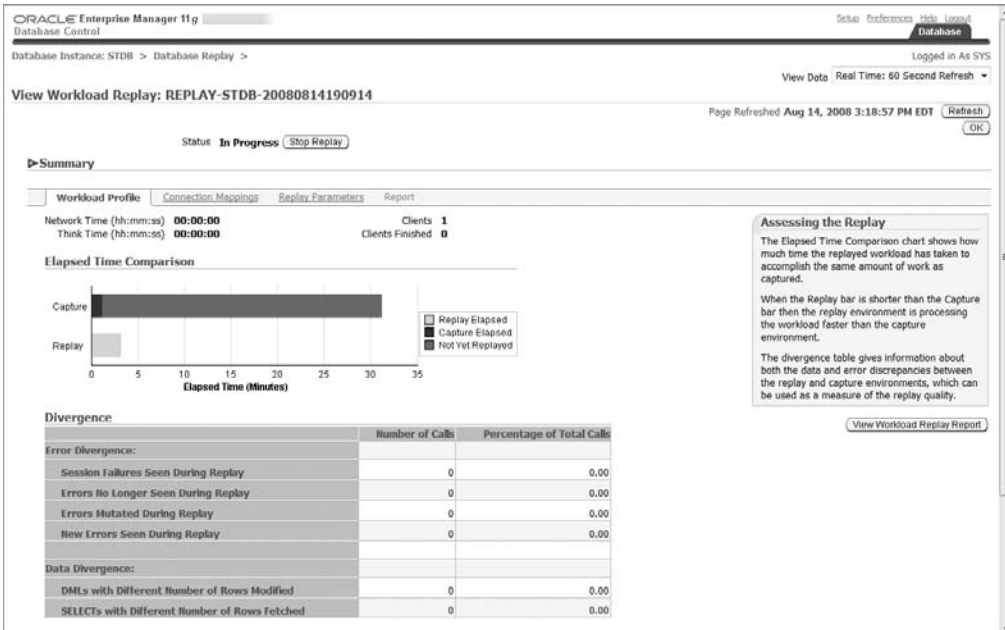 ORACLE Enterprise Manager 11g
Database Control
Setup Preferences Help Logout
Database
Database Instance: STDB > Database Replay >
Logged in As SYS
View Data Real Time: 60 Second Refresh
View Workload Replay: REPLAY-STDB-20080814190914
Page Refreshed Aug 14, 2008 3:18:57 PM EDT Refresh
OK
Status In Progress Stop Replay
Summary
Workload Profile Connection Mappings Replay Parameters Report
Network Time (hh:mm:ss) 00:00:00 Clients 1
Think Time (hh:mm:ss) 00:00:00 Clients Finished 0
Elapsed Time Comparison
Capture
Replay
0 5 10 15 20 25 30 35
Elapsed Time (Minutes)
Replay Elapsed
Capture Elapsed
Not Yet Replayed
Assessing the Replay
The Elapsed Time Comparison chart shows how
much time the replayed workload has taken to
accomplish the same amount of work as
captured.
When the Replay bar is shorter than the Capture
bar then the replay environment is processing
the workload faster than the capture
environment.
The divergence table gives information about
both the data and error discrepancies between
the replay and capture environments, which can
be used as a measure of the replay quality.
View Workload Replay Report
Divergence
Number of Calls Percentage of Total Calls
Error Divergence:
Session Failures Seen During Replay 0 0.00
Errors No Longer Seen During Replay 0 0.00
Errors Mutated During Replay 0 0.00
New Errors Seen During Replay 0 0.00
Data Divergence:
DMLs with Different Number of Rows Modified 0 0.00
SELECTs with Different Number of Rows Fetched 0 0.00